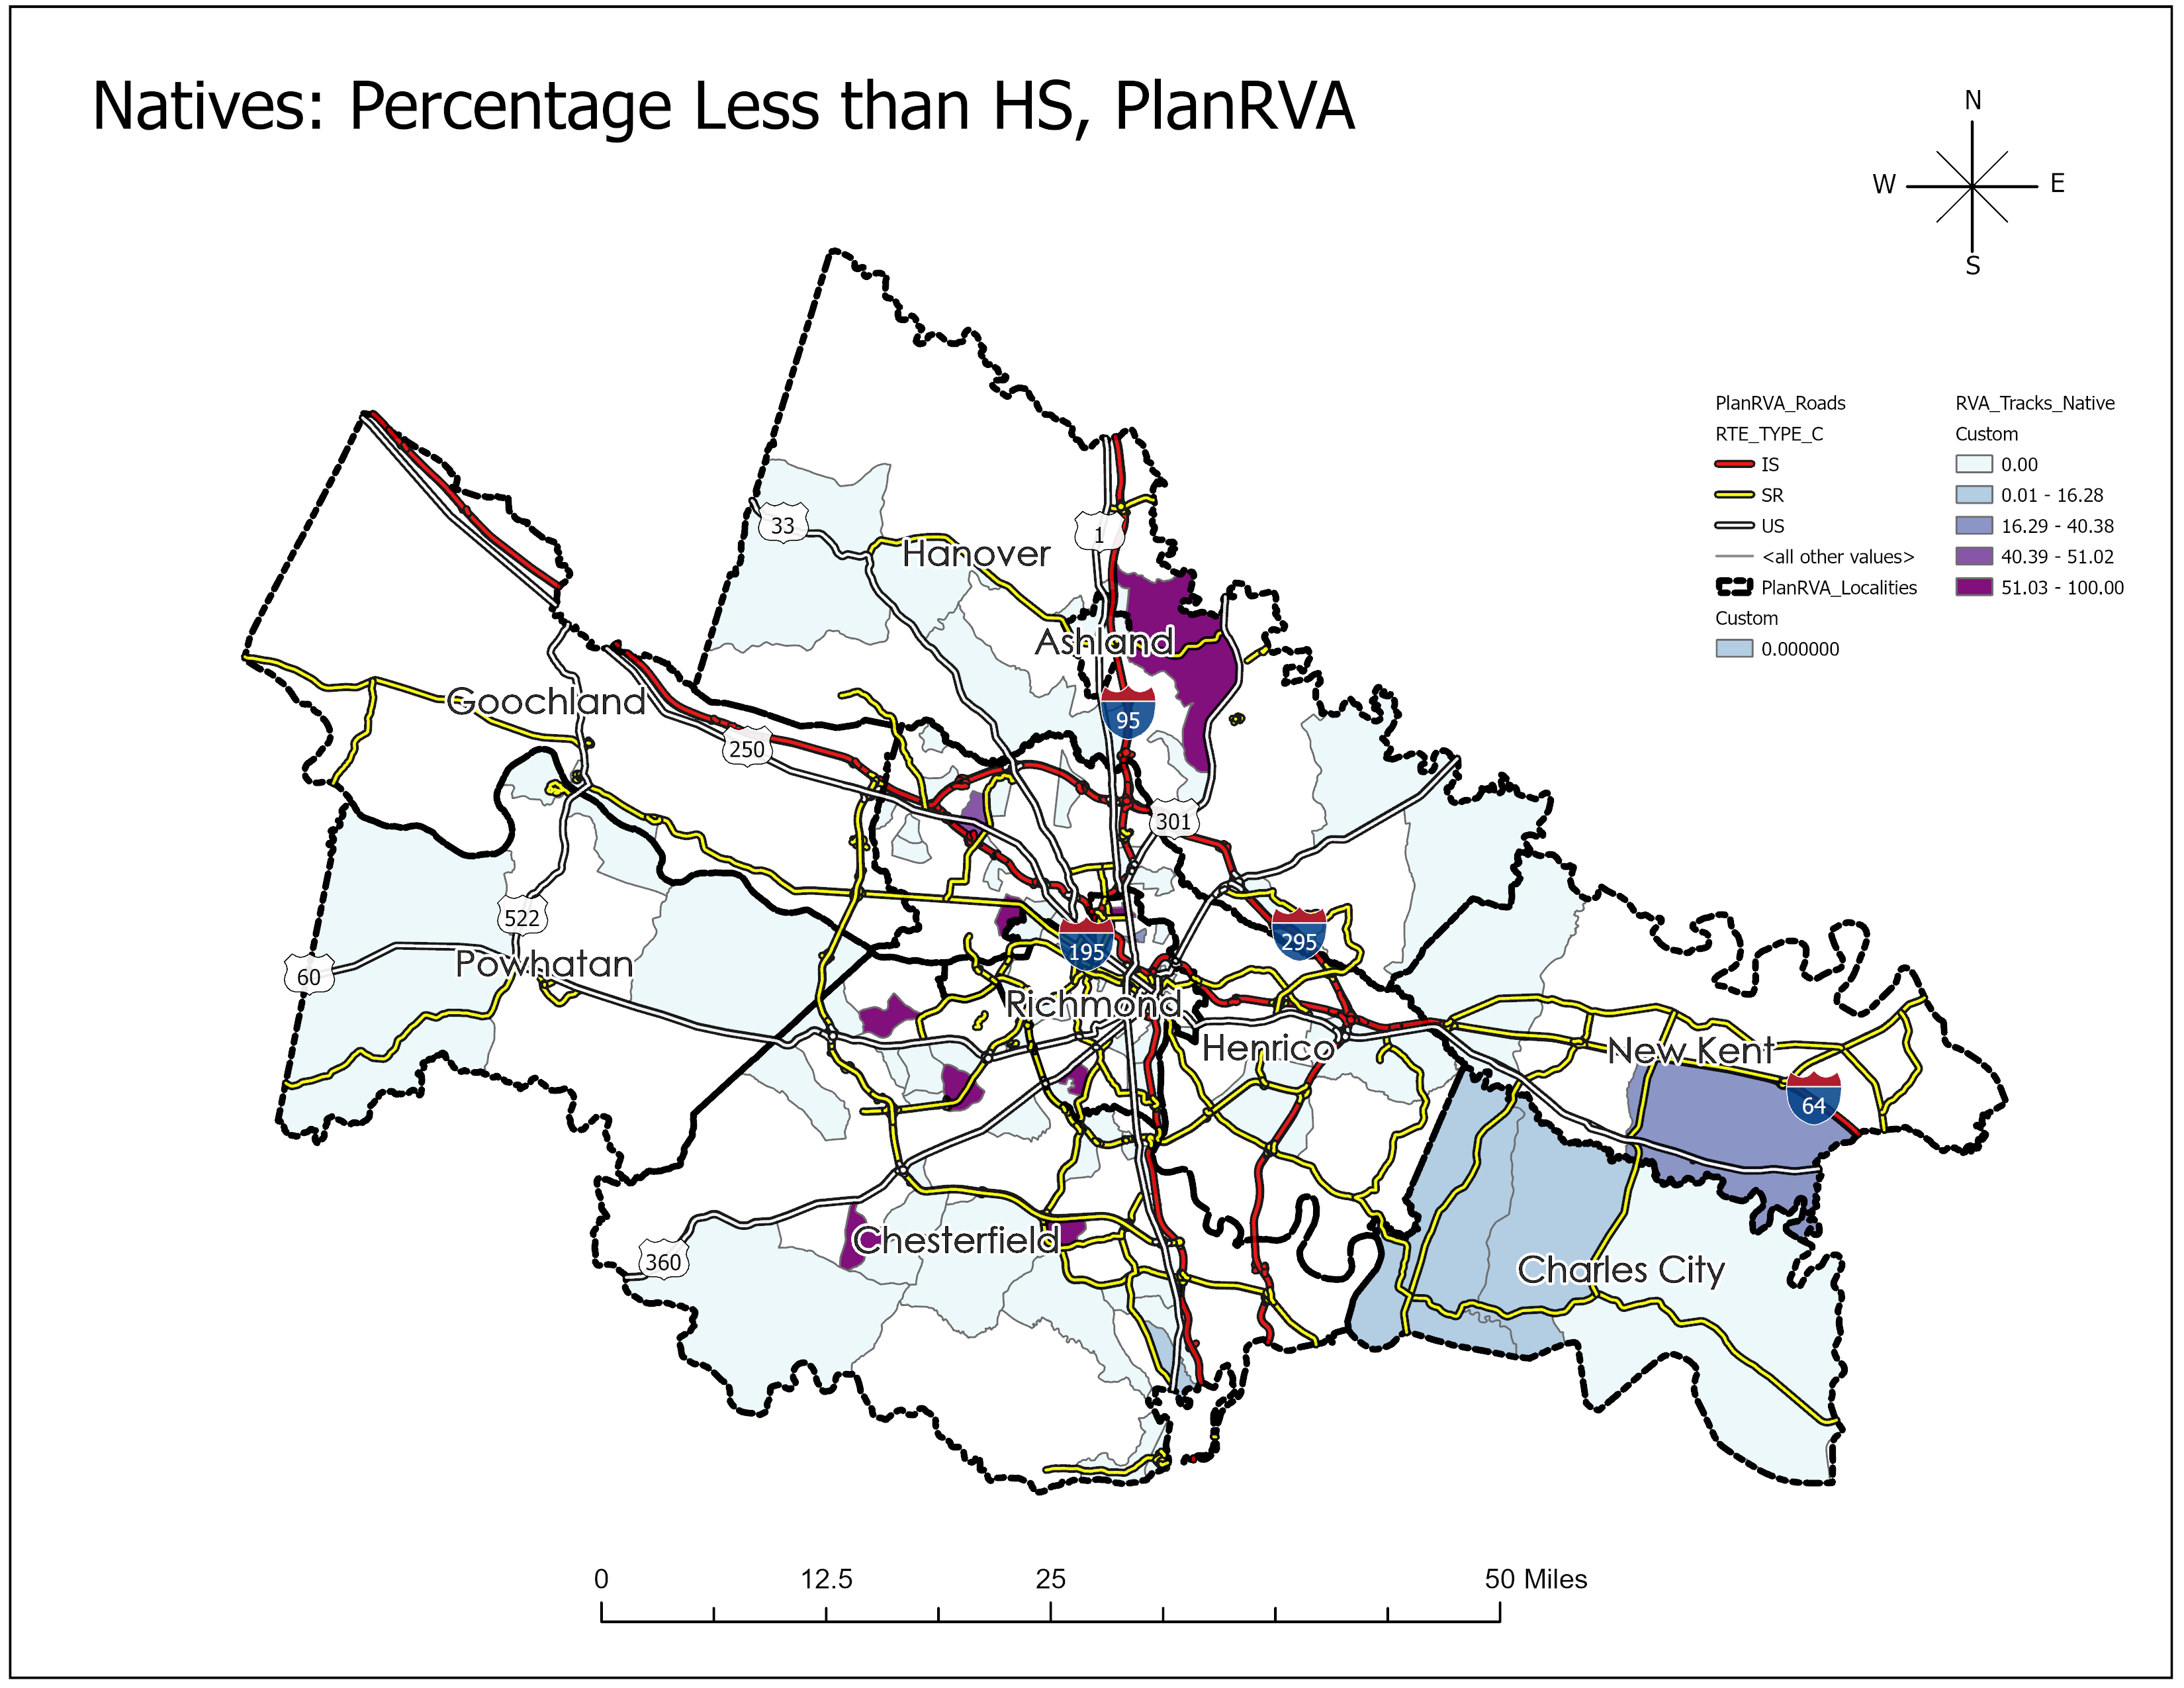 Natives: Percentage Less than HS, PlanRVA
N
W
E
S
PlanRVA_Roads
RTE_TYPE_C
IS
SR
US
<all other values>
PlanRVA_Localities
Custom
0.000000
RVA_Tracks_Native
Custom
0.00
0.01 - 16.28
16.29 - 40.38
40.39 - 51.02
51.03 - 100.00
33
Hanover
1
Ashland
Goochland
95
250
301
522
195
295
60
Powhatan
Richmond
Henrico
New Kent
64
Chesterfield
360
Charles City
0
12.5
25
50 Miles